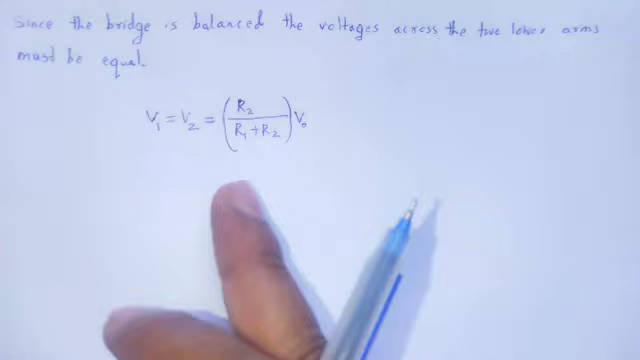 Since the bridge is balanced the voltages across the two lower arms
must be equal.
V₁ = V₂ = (R₂ / (R₁ + R₂)) V₀